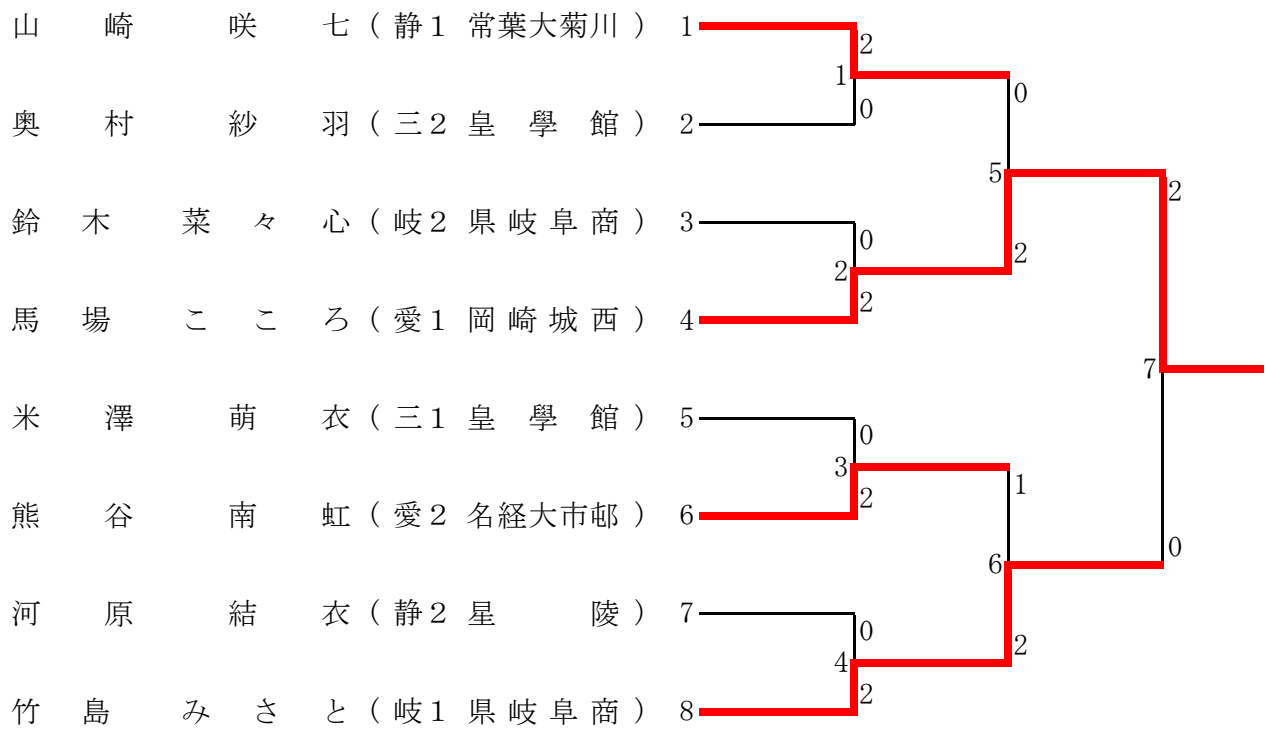 山崎咲七（静１常葉大菊川）1
2
1
0
0
奥村紗羽（三２皇學館）2
5
2
鈴木菜々心（岐２県岐阜商）3
0
2
2
2
馬場こころ（愛１岡崎城西）4
7
米澤萌衣（三１皇學館）5
0
3
1
2
熊谷南虹（愛２名経大市邨）6
0
6
河原結衣（静２星陵）7
0
2
4
2
竹島みさと（岐１県岐阜商）8